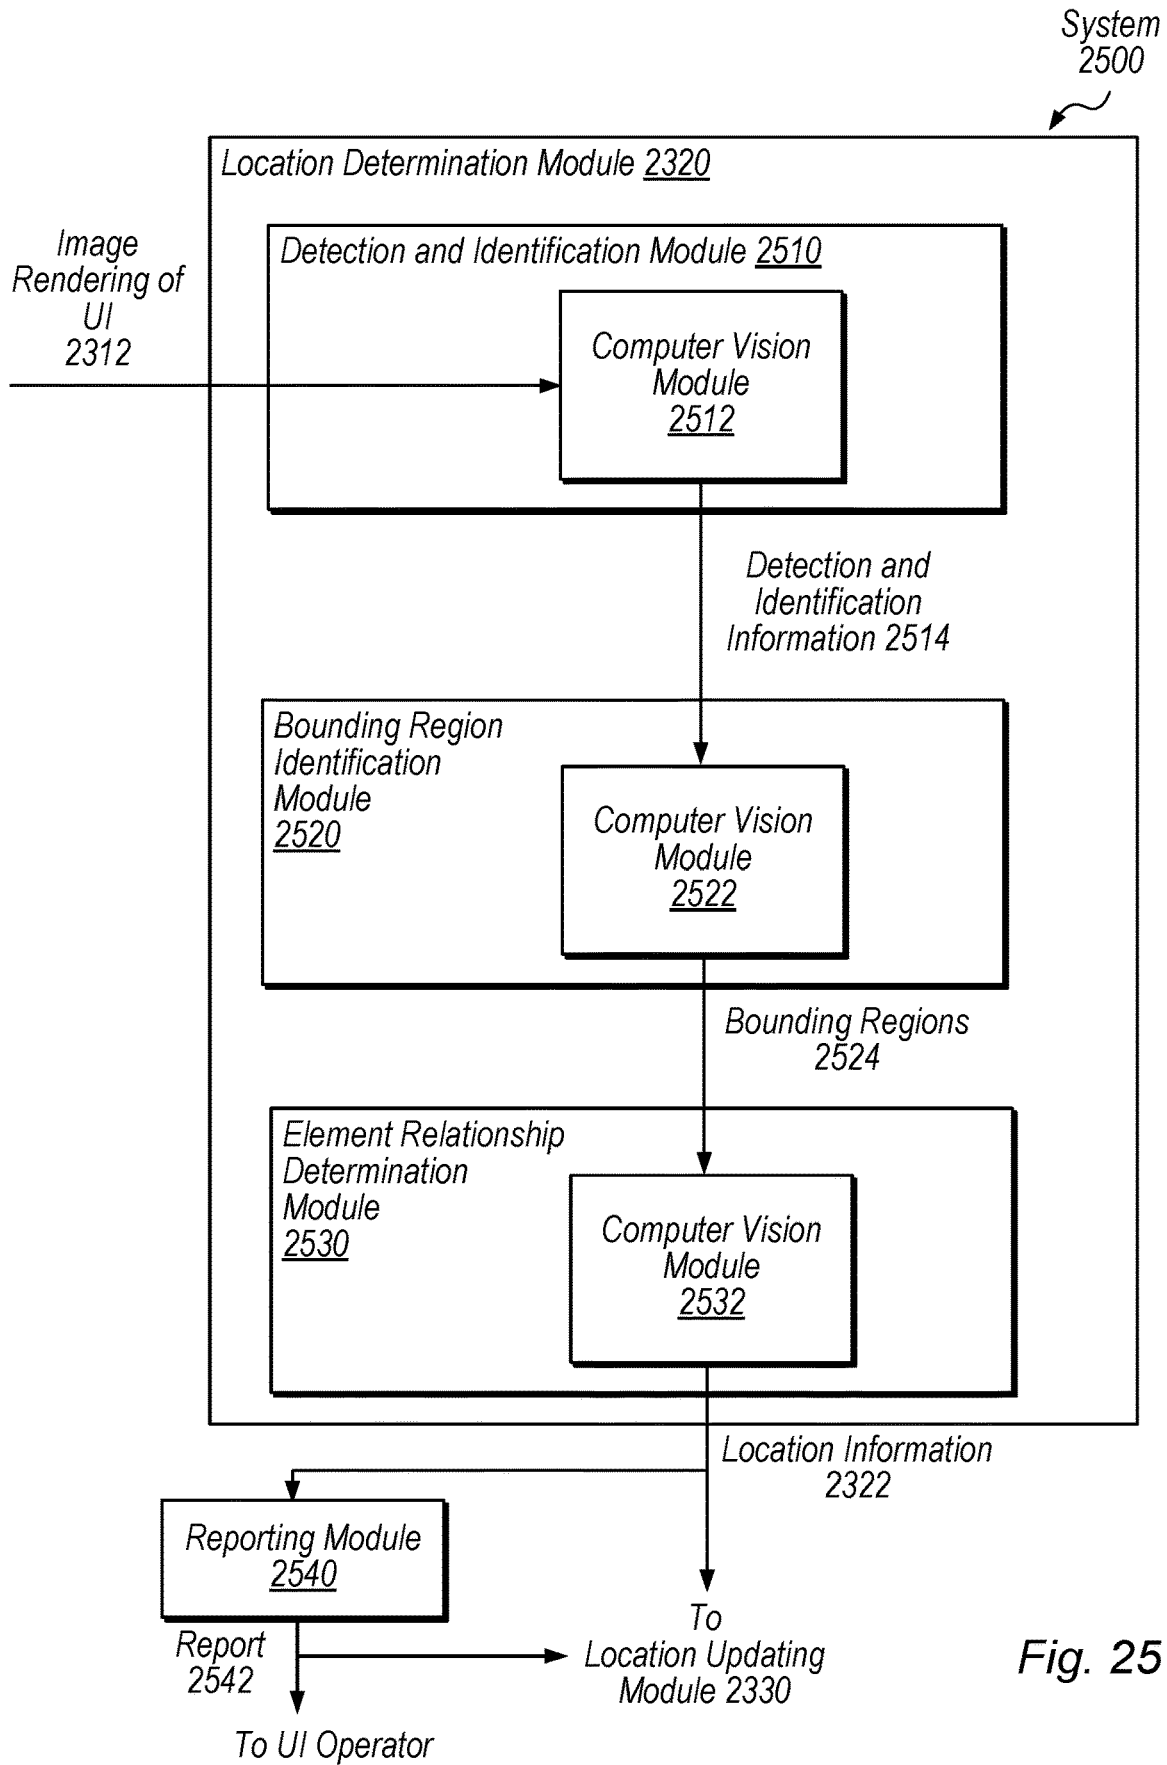 System
2500
Location Determination Module 2320
Image
Rendering of
UI
2312
Detection and Identification Module 2510
Computer Vision
Module
2512
Detection and
Identification
Information 2514
Bounding Region
Identification
Module
2520
Computer Vision
Module
2522
Bounding Regions
2524
Element Relationship
Determination
Module
2530
Computer Vision
Module
2532
Location Information
2322
Reporting Module
2540
Report
2542
To
Location Updating
Module 2330
To UI Operator
Fig. 25